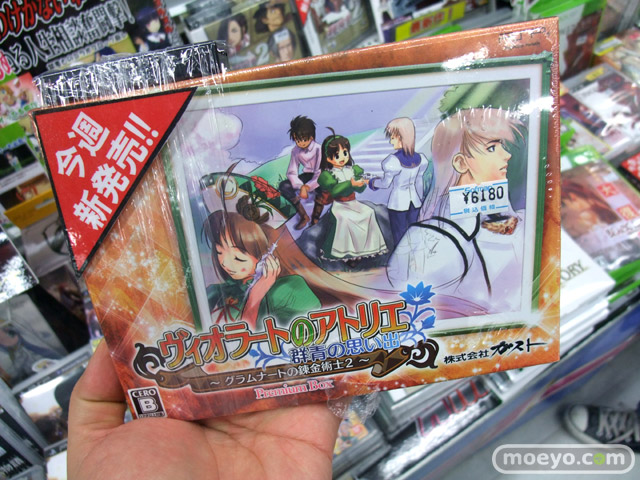 今週
新発売!!
¥6180
ヴィオラートのアトリエ
群青の思い出
～グラムナートの錬金術士2～
Premium Box
株式会社ガスト
CERO
B
moeyo.com